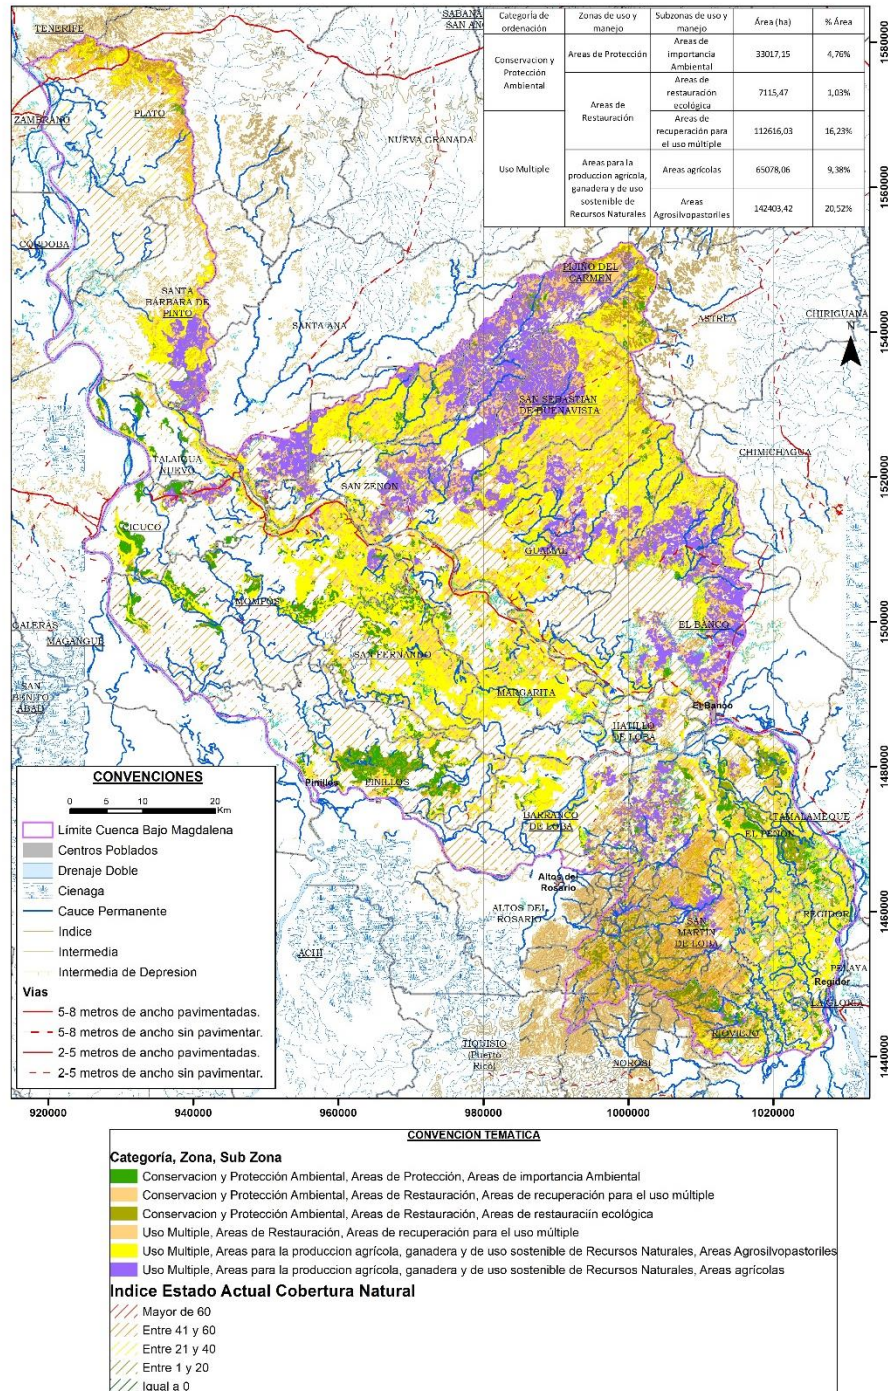 TENERIFE
SABANA
SAN AN
PLATO
ZAMBRANO
NUEVA GRANADA
CÓRDOBA
SANTA
BÁRBARA DE
PINTO
SANTA ANA
PIJIÑO DEL
CARMEN
ASTREA
CHIRIGUANA
SAN SEBASTIAN
DE BUENAVISTA
TALAIGUA
NUEVO
SAN ZENON
CHIMICHAGUA
CICUCO
GUAMAL
MOMPÓS
EL BANCO
CALERAS
MAGANGUE
SAN FERNANDO
SAN
BENITO
ABAD
MARGARITA
El Banco
HATILLO
DE LOBA
Pinillos
PINILLOS
BARRANCO
DE LOBA
TAMALAMEQUE
EL PEÑON
Altos del
Rosario
ALTOS DEL
ROSARIO
SAN
MARTIN
DE LOBA
REGIDOR
ACHI
PELAYA
Regidor
LA GLORIA
TIQUISIO
(Puerto
Rico)
RIOVIEJO
NOROSI
Categoría de ordenación
Zonas de uso y manejo
Subzonas de uso y manejo
Área (ha)
% Área
Conservacion y Protección Ambiental
Areas de Protección
Areas de importancia Ambiental
33017,15
4,76%
Areas de Restauración
Areas de restauración ecológica
7115,47
1,03%
Areas de recuperación para el uso múltiple
112616,03
16,23%
Uso Multiple
Areas para la produccion agrícola, ganadera y de uso sostenible de Recursos Naturales
Areas agrícolas
65078,06
9,38%
Areas Agrosilvopastoriles
142403,42
20,52%
1580000
1560000
1540000
1520000
1500000
1480000
1460000
1440000
CONVENCIONES
0 5 10 20
Km
Límite Cuenca Bajo Magdalena
Centros Poblados
Drenaje Doble
Cienaga
Cauce Permanente
Indice
Intermedia
Intermedia de Depresion
Vias
5-8 metros de ancho pavimentadas.
5-8 metros de ancho sin pavimentar.
2-5 metros de ancho pavimentadas.
2-5 metros de ancho sin pavimentar.
920000 940000 960000 980000 1000000 1020000
CONVENCION TEMATICA
Categoría, Zona, Sub Zona
Conservacion y Protección Ambiental, Areas de Protección, Areas de importancia Ambiental
Conservacion y Protección Ambiental, Areas de Restauración, Areas de recuperación para el uso múltiple
Conservacion y Protección Ambiental, Areas de Restauración, Areas de restauraciín ecológica
Uso Multiple, Areas de Restauración, Areas de recuperación para el uso múltiple
Uso Multiple, Areas para la produccion agrícola, ganadera y de uso sostenible de Recursos Naturales, Areas Agrosilvopastoriles
Uso Multiple, Areas para la produccion agrícola, ganadera y de uso sostenible de Recursos Naturales, Areas agrícolas
Indice Estado Actual Cobertura Natural
Mayor de 60
Entre 41 y 60
Entre 21 y 40
Entre 1 y 20
Igual a 0